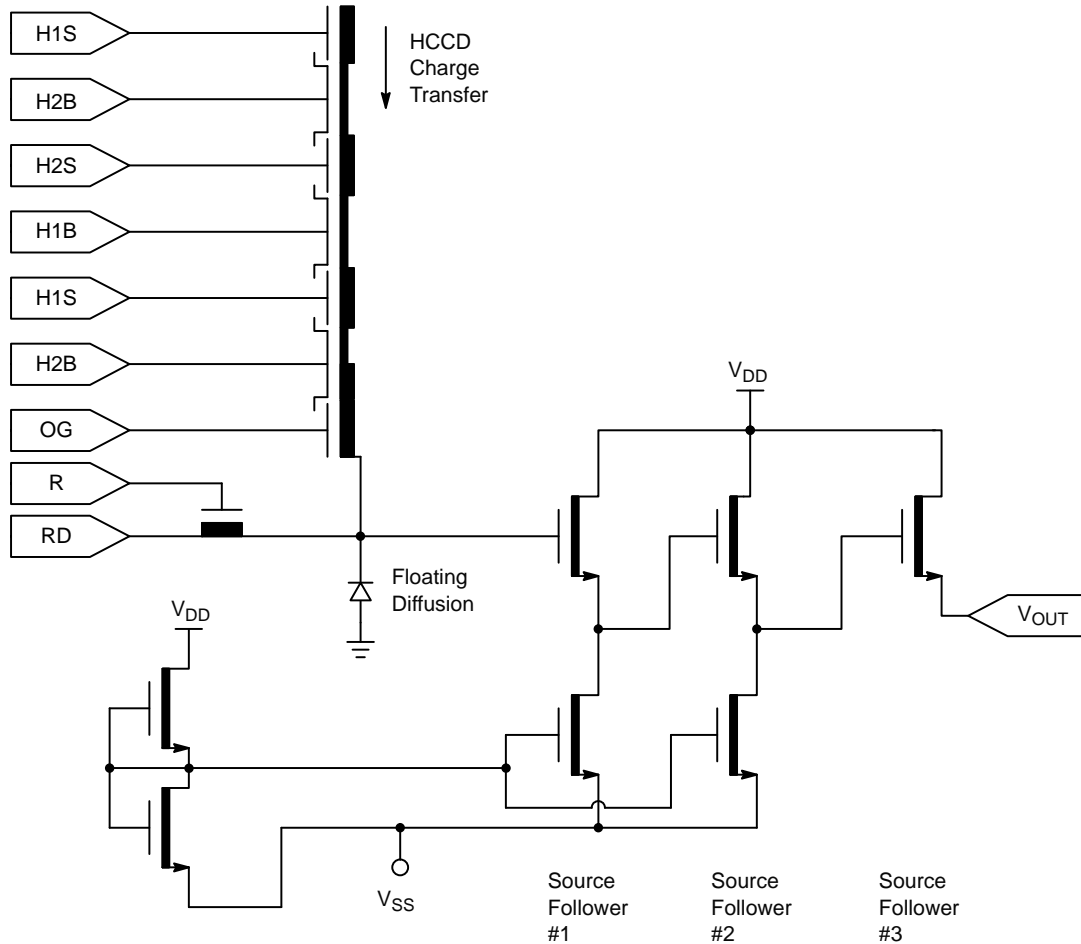 H1S
HCCD
Charge
Transfer
H2B
H2S
H1B
H1S
H2B
OG
R
RD
VDD
Floating
Diffusion
VDD
VOUT
VSS
Source
Follower
#1
Source
Follower
#2
Source
Follower
#3